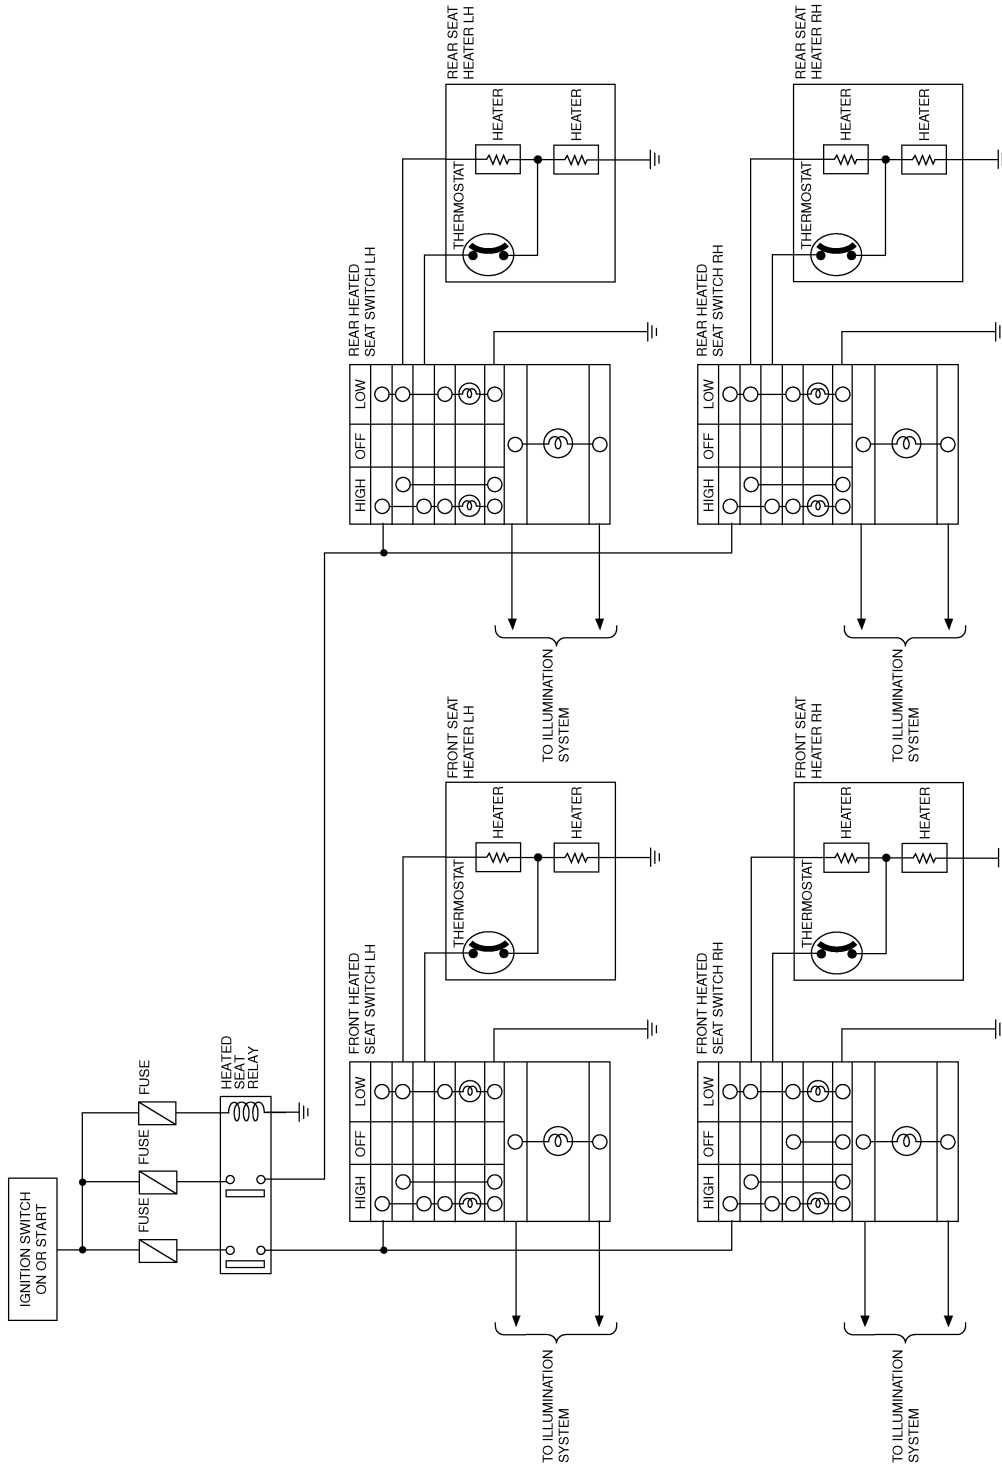 IGNITION SWITCH
ON OR START
FUSE
FUSE
FUSE
HEATED
SEAT
RELAY
FRONT HEATED
SEAT SWITCH LH
HIGH
OFF
LOW
FRONT SEAT
HEATER LH
THERMOSTAT
HEATER
HEATER
TO ILLUMINATION
SYSTEM
REAR HEATED
SEAT SWITCH LH
HIGH
OFF
LOW
REAR SEAT
HEATER LH
THERMOSTAT
HEATER
HEATER
TO ILLUMINATION
SYSTEM
FRONT HEATED
SEAT SWITCH RH
HIGH
OFF
LOW
FRONT SEAT
HEATER RH
THERMOSTAT
HEATER
HEATER
TO ILLUMINATION
SYSTEM
REAR HEATED
SEAT SWITCH RH
HIGH
OFF
LOW
REAR SEAT
HEATER RH
THERMOSTAT
HEATER
HEATER
TO ILLUMINATION
SYSTEM